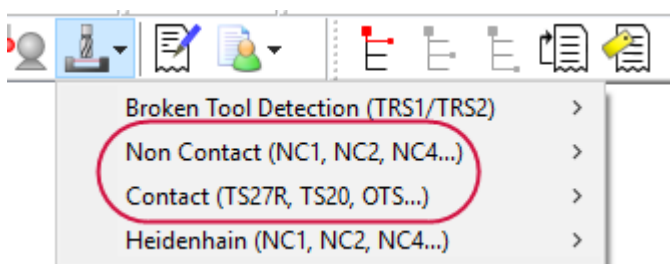 Broken Tool Detection (TRS1/TRS2)
Non Contact (NC1, NC2, NC4...)
Contact (TS27R, TS20, OTS...)
Heidenhain (NC1, NC2, NC4...)